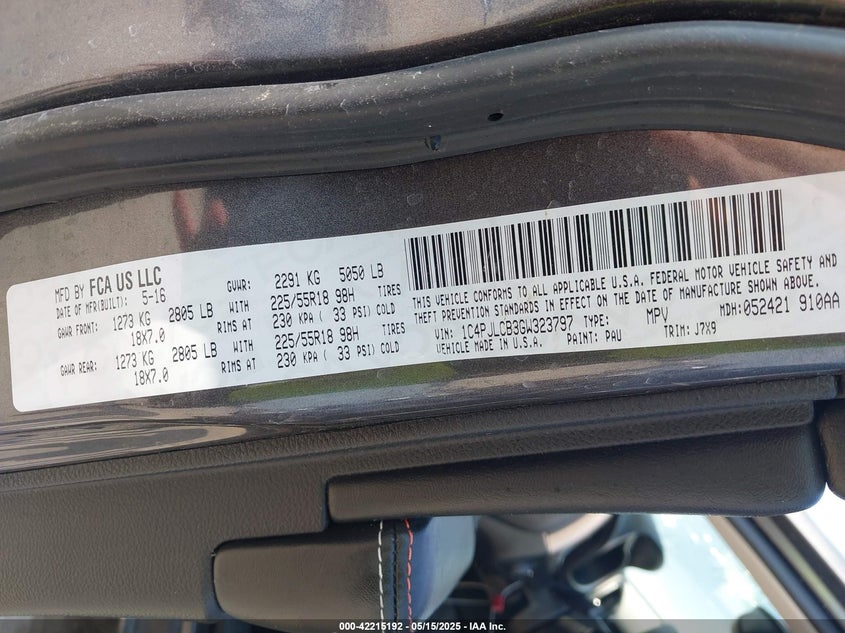 MFD BY FCA US LLC
DATE OF MFR(BUILT): 5-16 GVWR: 2291 KG 5050 LB
GAWR FRONT: 1273 KG 2805 LB WITH 225/55R18 98H TIRES
18X7.0 RIMS AT 230 KPA ( 33 PSI) COLD
GAWR REAR: 1273 KG 2805 LB WITH 225/55R18 98H TIRES
18X7.0 RIMS AT 230 KPA ( 33 PSI) COLD
THIS VEHICLE CONFORMS TO ALL APPLICABLE U.S.A. FEDERAL MOTOR VEHICLE SAFETY AND
THEFT PREVENTION STANDARDS IN EFFECT ON THE DATE OF MANUFACTURE SHOWN ABOVE.
VIN: 1C4PJLCB3GW323797 TYPE: MPV MDH: 052421 910AA
VEHICLE MADE IN U.S.A. PAINT: PAU TRIM: J7X9
000-42215192 - 05/15/2025 - IAA Inc.